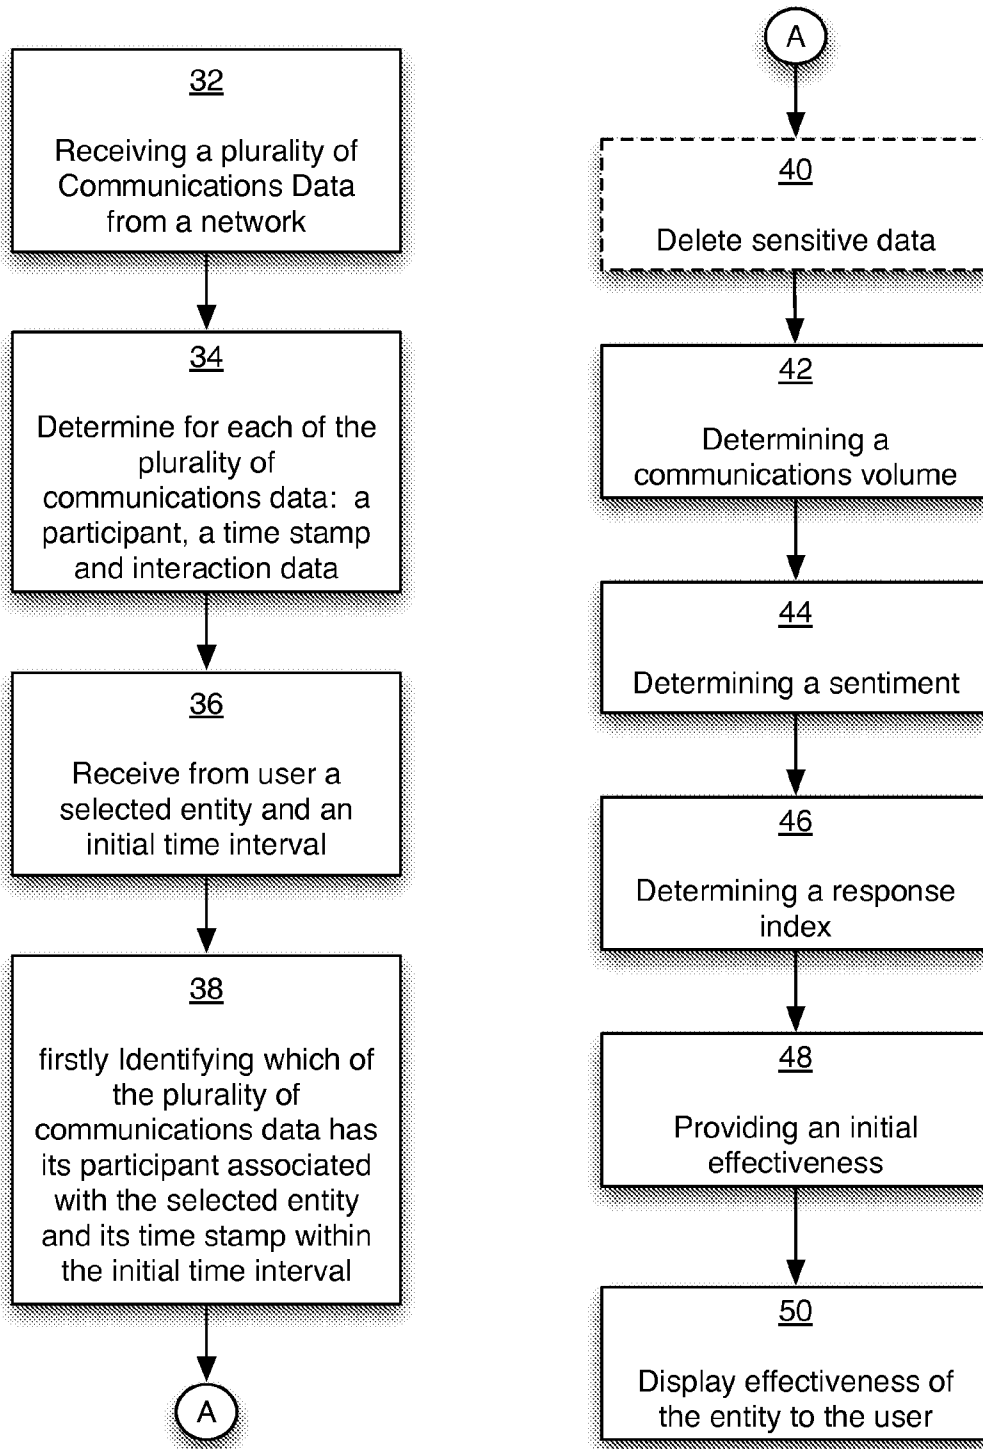 32
Receiving a plurality of
Communications Data
from a network
34
Determine for each of the
plurality of
communications data:  a
participant, a time stamp
and interaction data
36
Receive from user a
selected entity and an
initial time interval
38
firstly Identifying which of
the plurality of
communications data has
its participant associated
with the selected entity
and its time stamp within
the initial time interval
A
A
40
Delete sensitive data
42
Determining a
communications volume
44
Determining a sentiment
46
Determining a response
index
48
Providing an initial
effectiveness
50
Display effectiveness of
the entity to the user